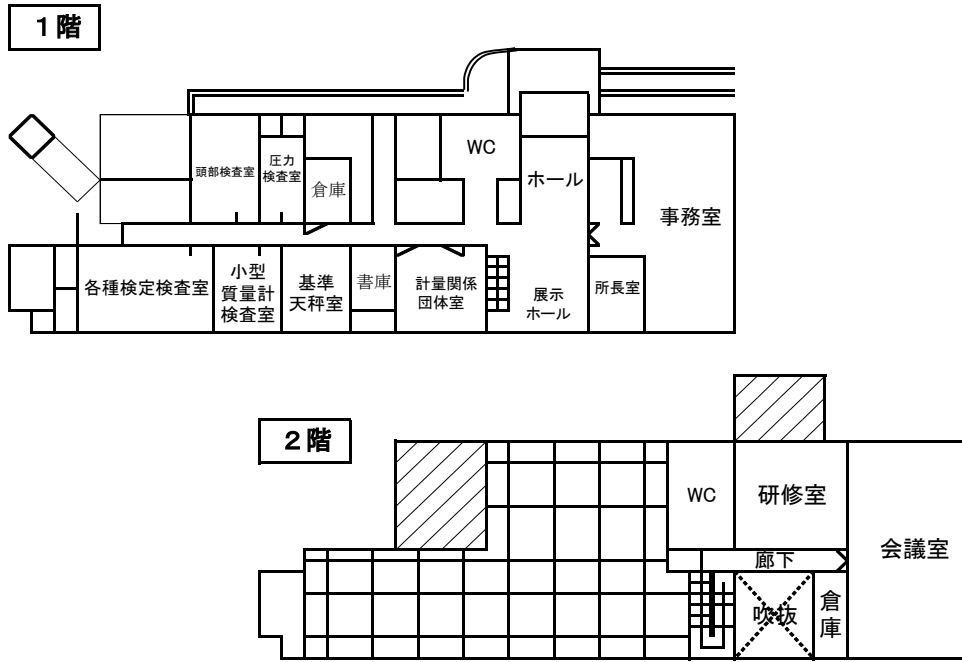 １階
WC
圧力
検査室
頭部検査室
倉庫
ホール
事務室
各種検定検査室
小型
質量計
検査室
基準
天秤室
書庫
計量関係
団体室
展示
ホール
所長室
２階
WC
研修室
会議室
廊下
吹抜
倉
庫